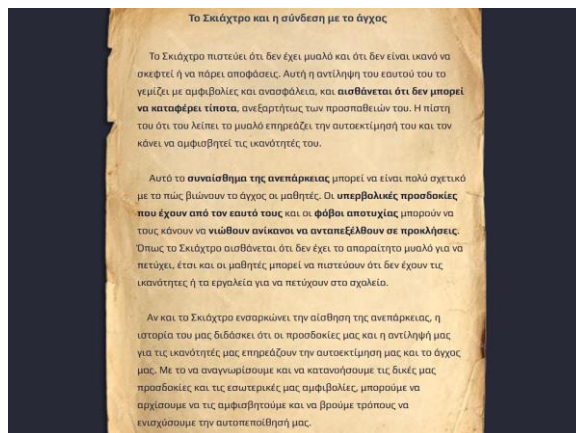 Το Σκιάχτρο και η σύνδεση με το άγχος
Το Σκιάχτρο πιστεύει ότι δεν έχει μυαλό και ότι δεν είναι ικανό να
σκεφτεί ή να πάρει αποφάσεις. Αυτή η αντίληψη του εαυτού του το
γεμίζει με αμφιβολίες και ανασφάλεια, και αισθάνεται ότι δεν μπορεί
να καταφέρει τίποτα, ανεξαρτήτως των προσπαθειών του. Η πίστη
του ότι του λείπει το μυαλό επηρεάζει την αυτοεκτίμησή του και τον
κάνει να αμφισβητεί τις ικανότητές του.
Αυτό το συναίσθημα της ανεπάρκειας μπορεί να είναι πολύ σχετικό
με το πώς βιώνουν το άγχος οι μαθητές. Οι υπερβολικές προσδοκίες
που έχουν από τον εαυτό τους και οι φόβοι αποτυχίας μπορούν να
τους κάνουν να νιώθουν ανίκανοι να ανταπεξέλθουν σε προκλήσεις.
Όπως το Σκιάχτρο αισθάνεται ότι δεν έχει το απαραίτητο μυαλό για να
πετύχει, έτσι και οι μαθητές μπορεί να πιστεύουν ότι δεν έχουν τις
ικανότητες ή τα εργαλεία για να πετύχουν στο σχολείο.
Αν και το Σκιάχτρο ενσαρκώνει την αίσθηση της ανεπάρκειας, η
ιστορία του μας διδάσκει ότι οι προσδοκίες μας και η αντίληψή μας
για τις ικανότητές μας επηρεάζουν την αυτοεκτίμηση μας και το άγχος
μας. Με το να αναγνωρίσουμε και να κατανοήσουμε τις δικές μας
προσδοκίες και τις εσωτερικές μας αμφιβολίες, μπορούμε να
αρχίσουμε να τις αμφισβητούμε και να βρούμε τρόπους να
ενισχύσουμε την αυτοπεποίθησή μας.